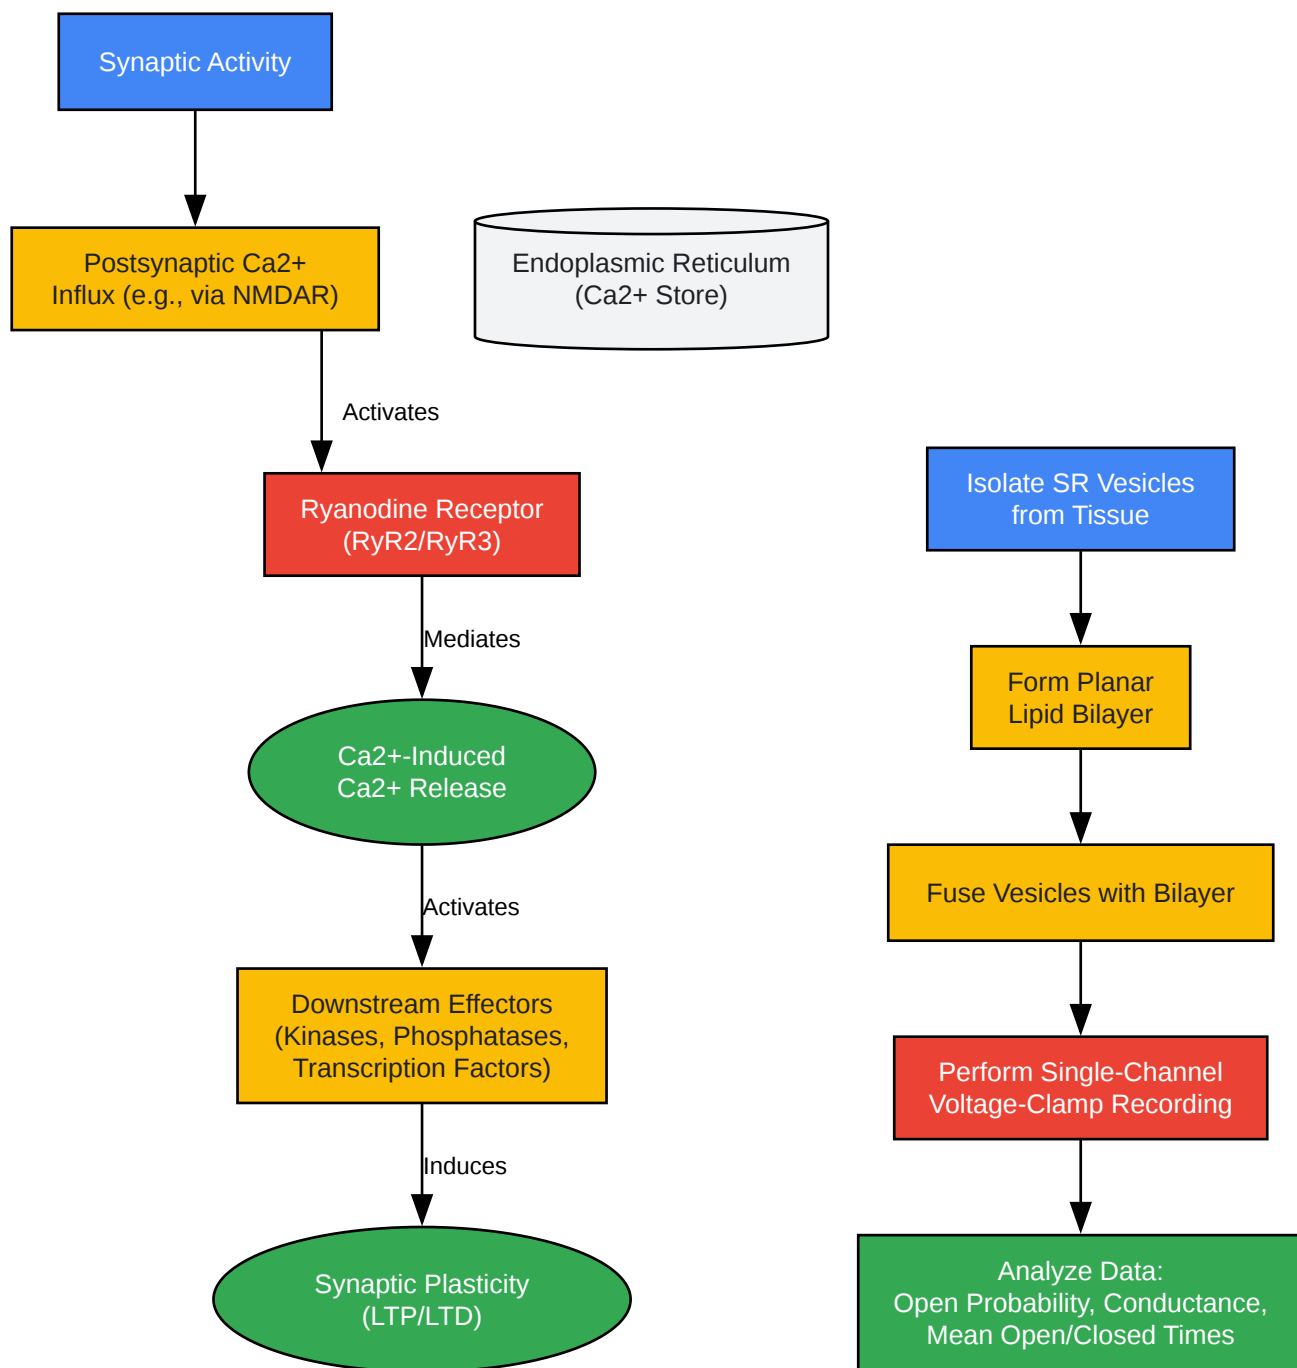 Synaptic Activity
Postsynaptic Ca2+
Influx (e.g., via NMDAR)
Endoplasmic Reticulum
(Ca2+ Store)
Activates
Ryanodine Receptor
(RyR2/RyR3)
Mediates
Ca2+-Induced
Ca2+ Release
Activates
Downstream Effectors
(Kinases, Phosphatases,
Transcription Factors)
Induces
Synaptic Plasticity
(LTP/LTD)
Isolate SR Vesicles
from Tissue
Form Planar
Lipid Bilayer
Fuse Vesicles with Bilayer
Perform Single-Channel
Voltage-Clamp Recording
Analyze Data:
Open Probability, Conductance,
Mean Open/Closed Times